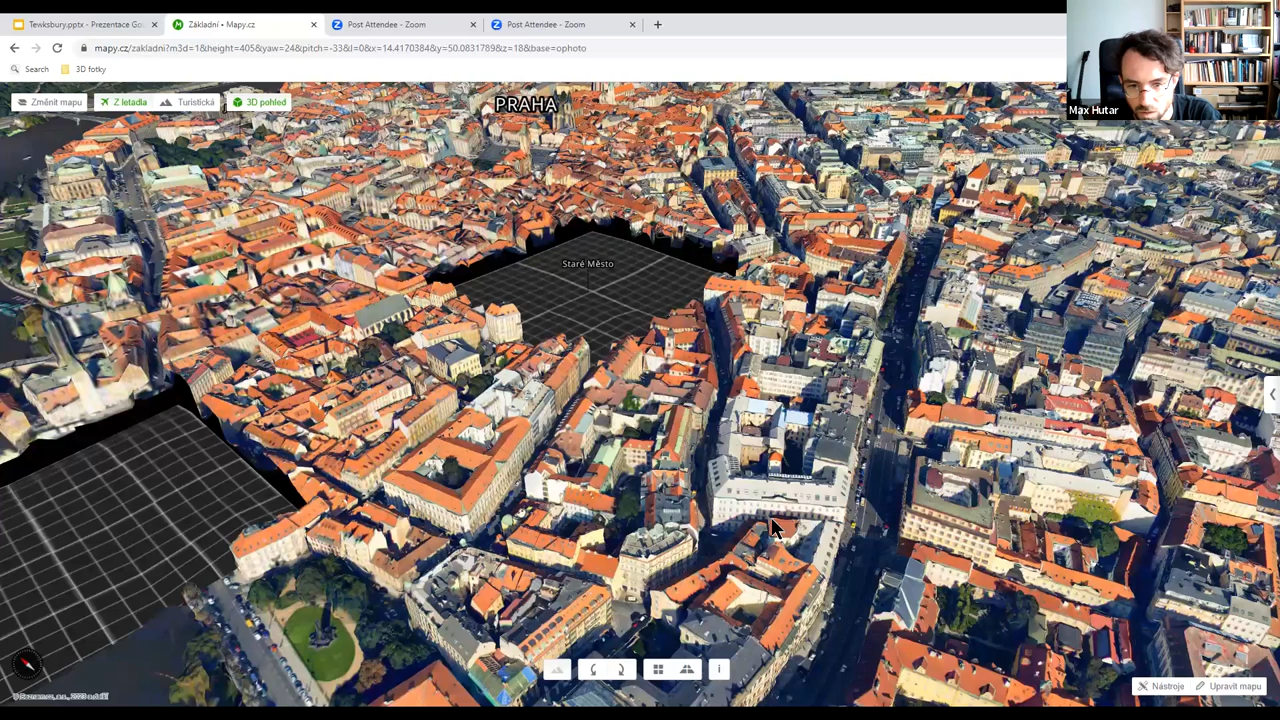 Tewksbury.pptx - Prezentace Go
Základní • Mapy.cz
Post Attendee - Zoom
Post Attendee - Zoom
mapy.cz/zakladni?m3d=1&height=405&yaw=24&pitch=-33&l=0&x=14.4170384&y=50.0831789&z=18&base=ophoto
Search
3D fotky
Max Hutar
Změnit mapu
Z letadla
Turistická
3D pohled
PRAHA
Staré Město
i
Nástroje
Upravit mapu